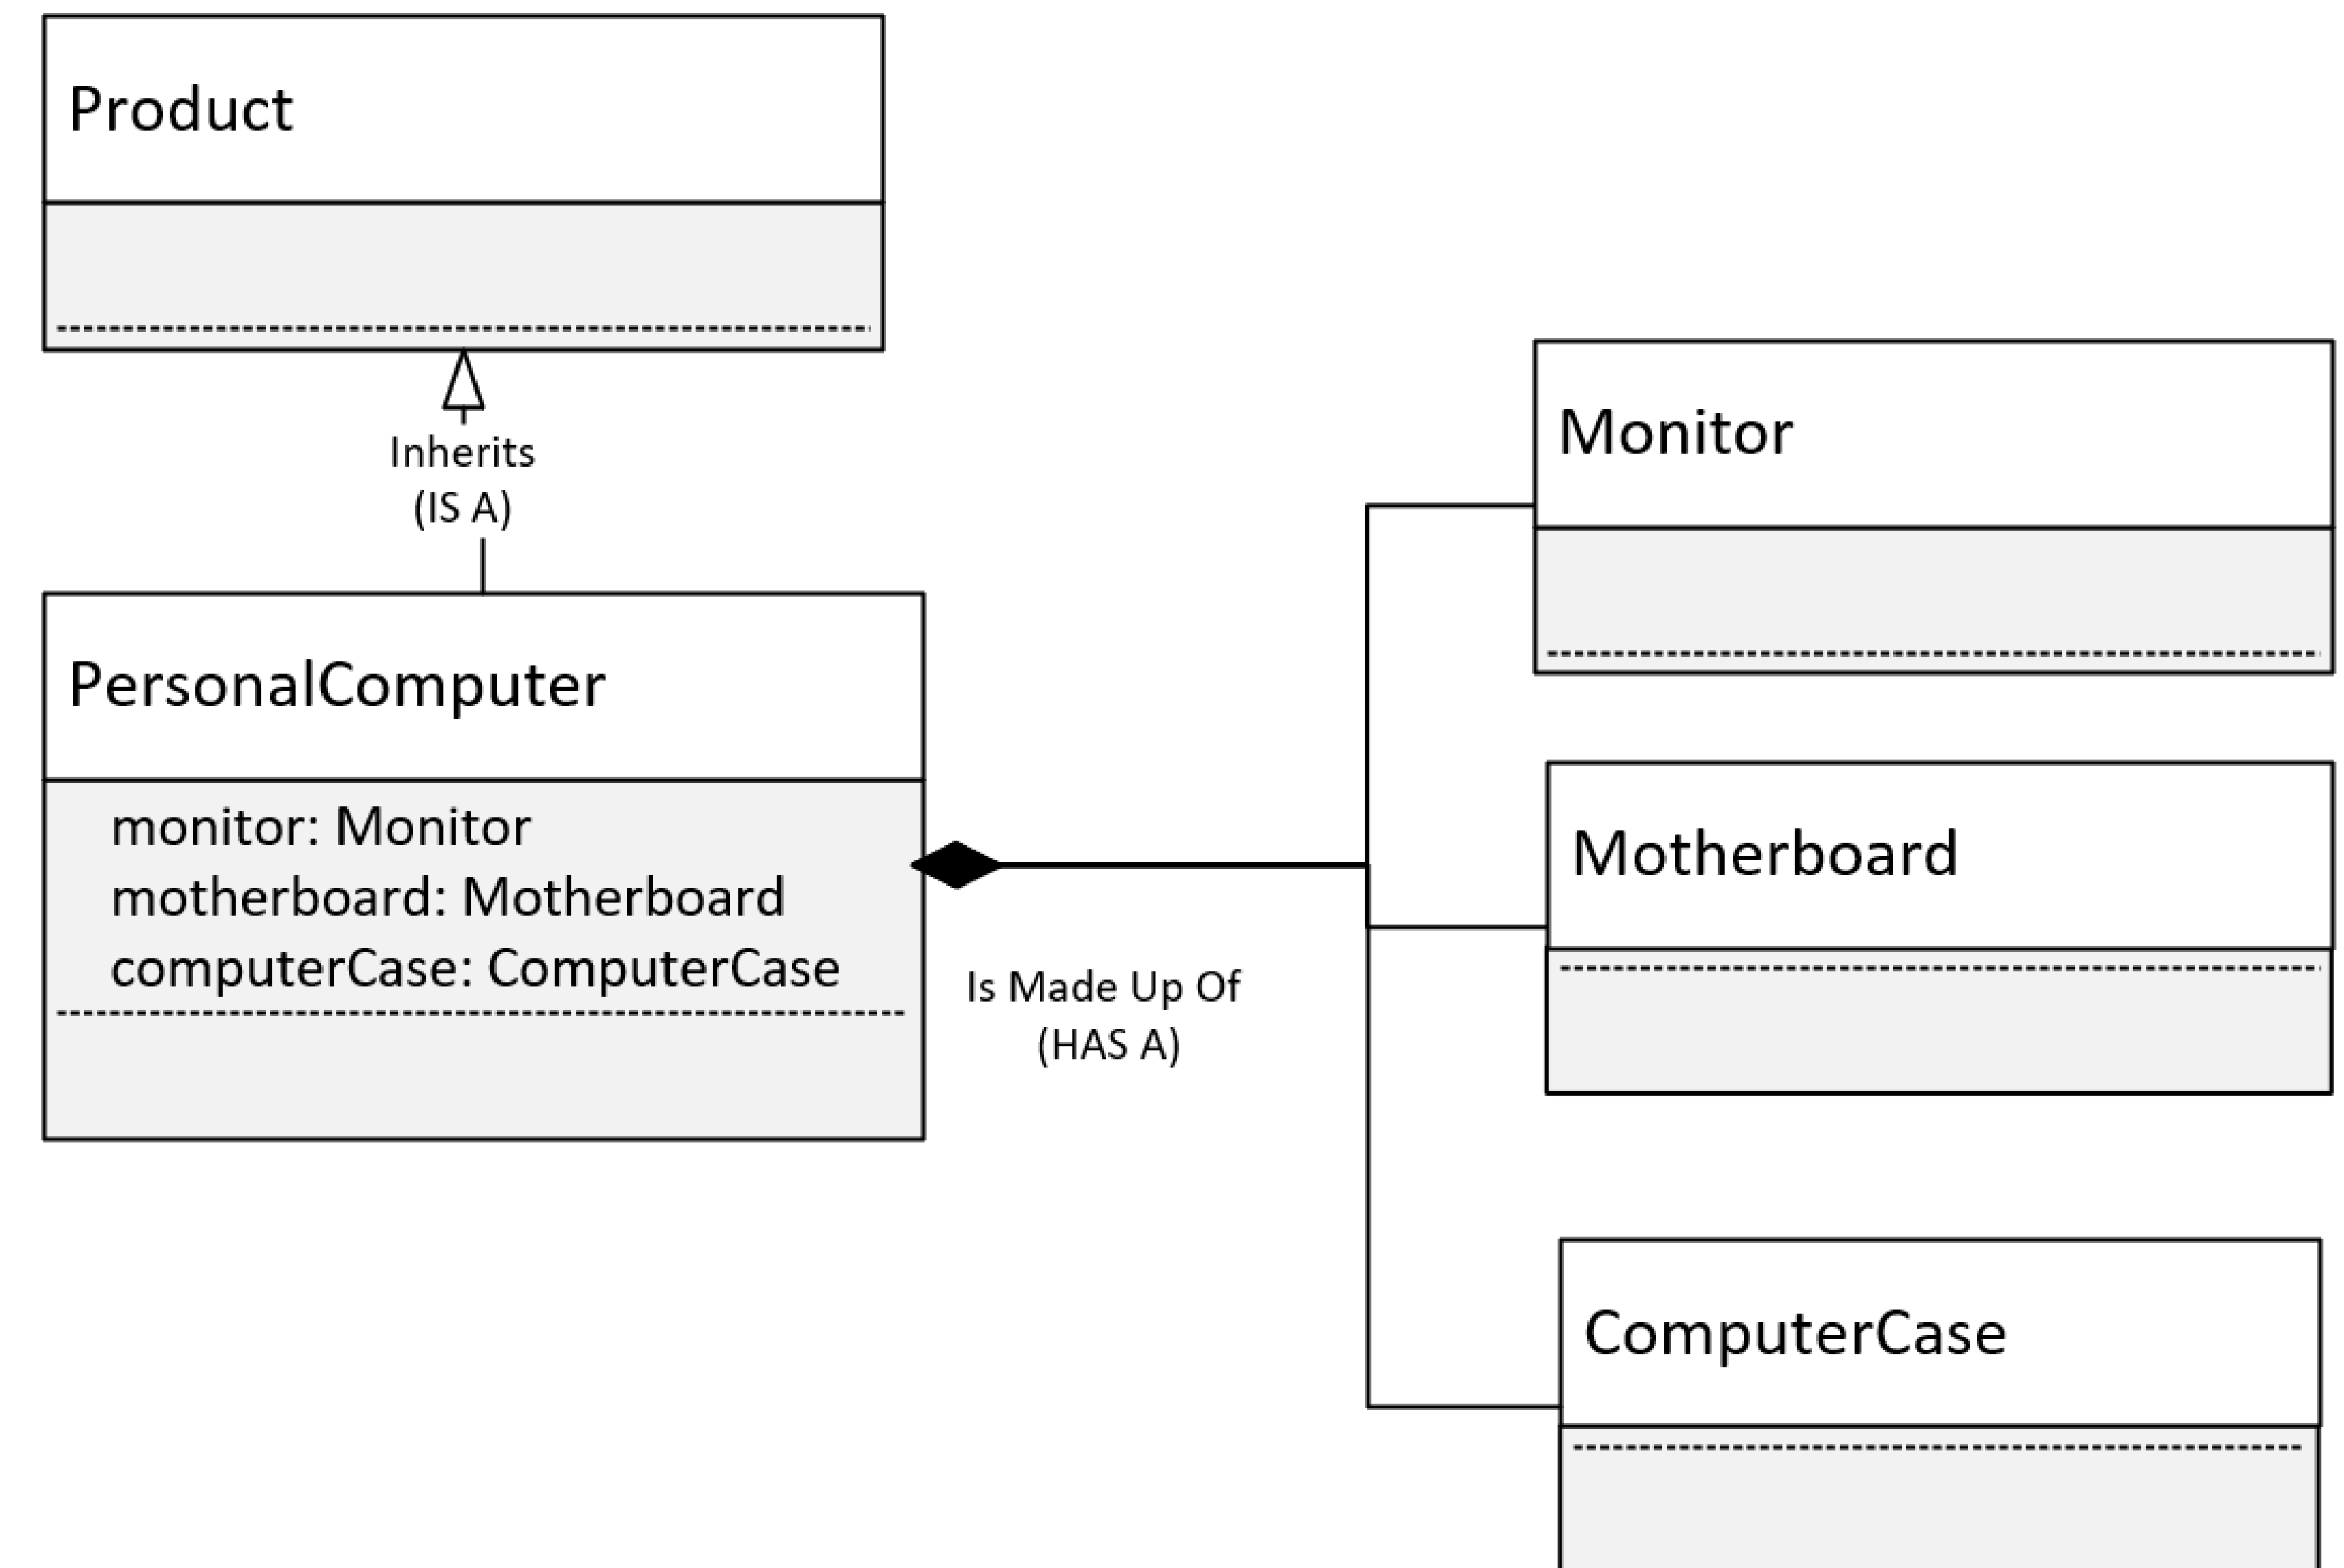 Product
Inherits
(IS A)
PersonalComputer
monitor: Monitor
motherboard: Motherboard
computerCase: ComputerCase
Is Made Up Of
(HAS A)
Monitor
Motherboard
ComputerCase